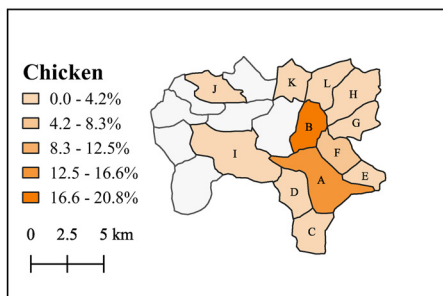 Chicken
0.0 - 4.2%
4.2 - 8.3%
8.3 - 12.5%
12.5 - 16.6%
16.6 - 20.8%
0 2.5 5 km
J
K
L
H
B
G
I
F
A
E
D
C